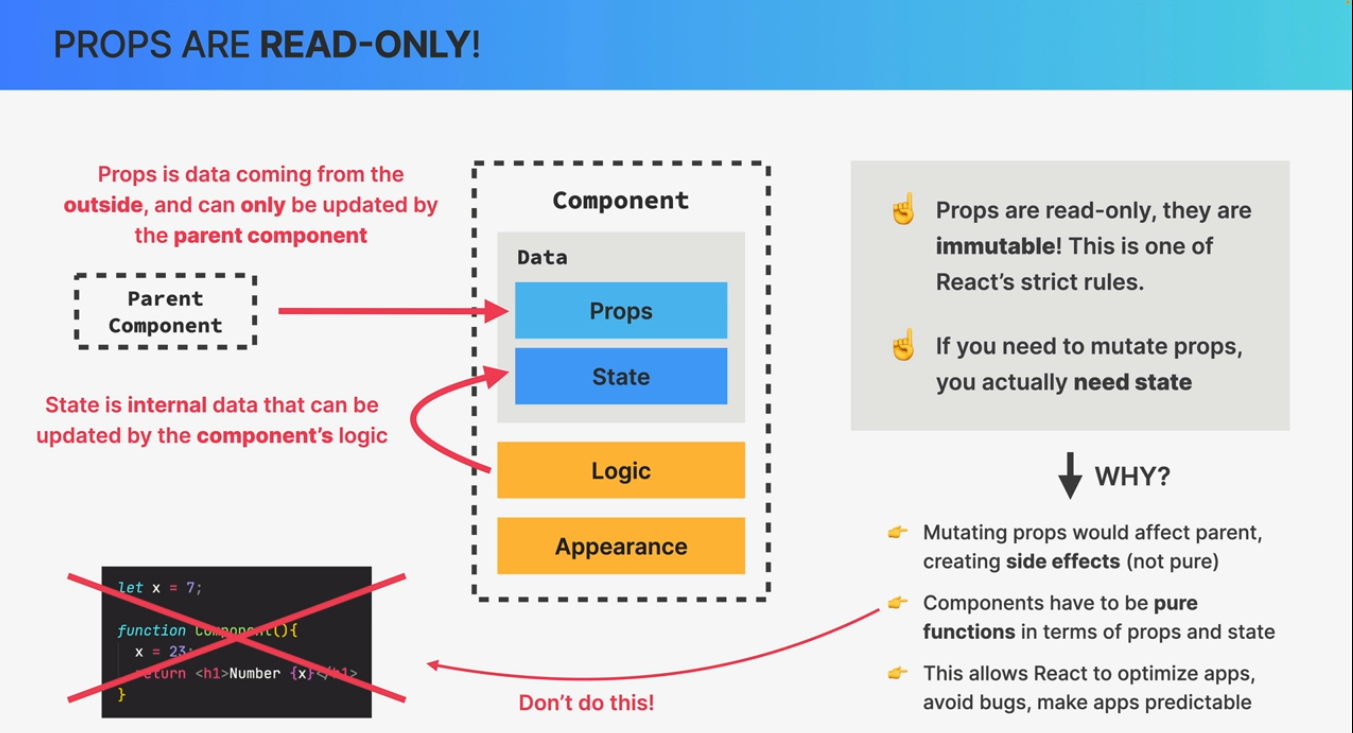 PROPS ARE READ-ONLY!
Props is data coming from the
outside, and can only be updated by
the parent component
Parent
Component
State is internal data that can be
updated by the component's logic
Component
Data
Props
State
Logic
Appearance
☝️ Props are read-only, they are
immutable! This is one of
React's strict rules.
☝️ If you need to mutate props,
you actually need state
WHY?
👉 Mutating props would affect parent,
creating side effects (not pure)
👉 Components have to be pure
functions in terms of props and state
👉 This allows React to optimize apps,
avoid bugs, make apps predictable
let x = 7;
function Component(){
x = 23;
return <h1>Number {x}</h1>
}
Don't do this!